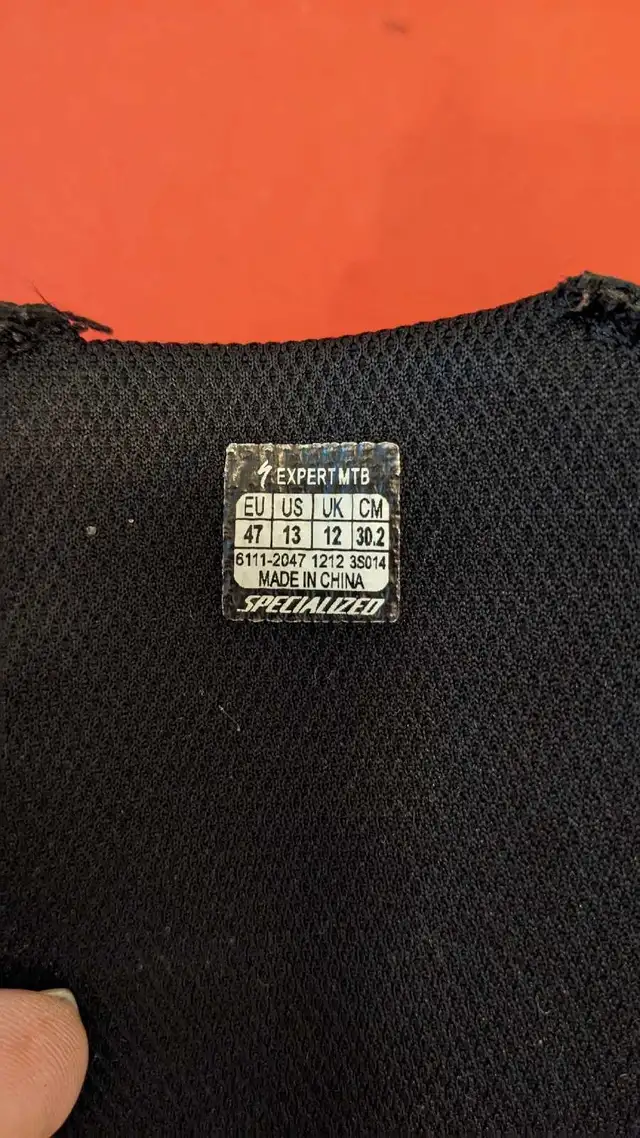 EXPERT MTB
EU US UK CM
47 13 12 30.2
6111-2047 1212 3S014
MADE IN CHINA
SPECIALIZED